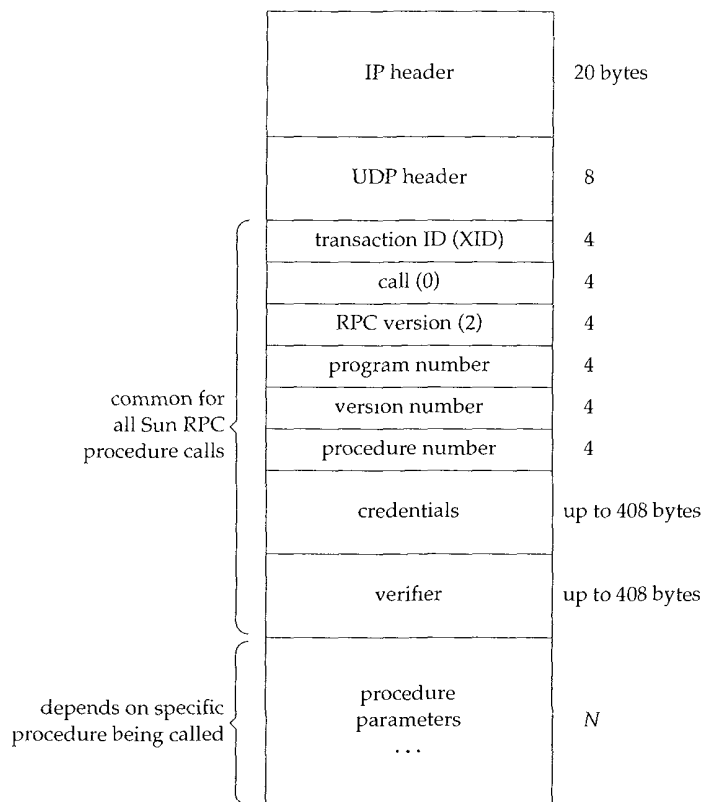 IP header
20 bytes
UDP header
8
transaction ID (XID)
4
call (0)
4
RPC version (2)
4
program number
4
common for
all Sun RPC
procedure calls
version number
4
procedure number
4
credentials
up to 408 bytes
verifier
up to 408 bytes
depends on specific
procedure being called
procedure
parameters
...
N